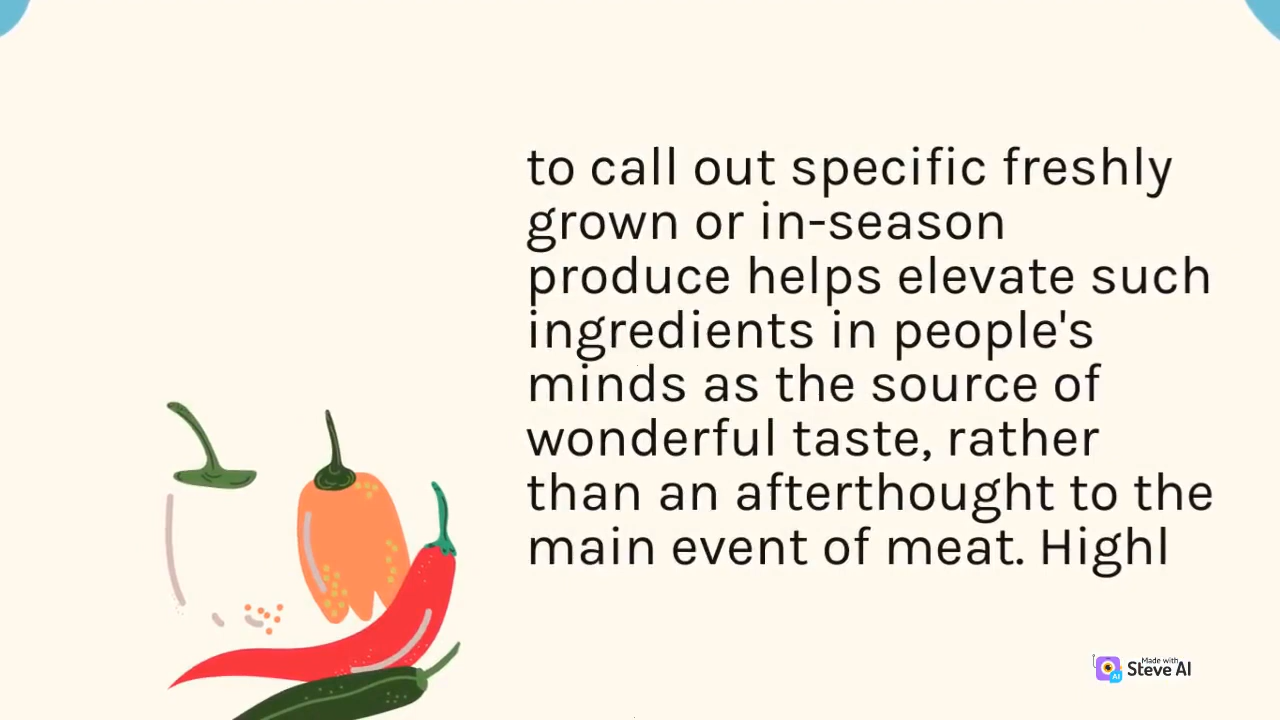 to call out specific freshly
grown or in-season
produce helps elevate such
ingredients in people's
minds as the source of
wonderful taste, rather
than an afterthought to the
main event of meat. Highl
Made with
Steve AI
AI